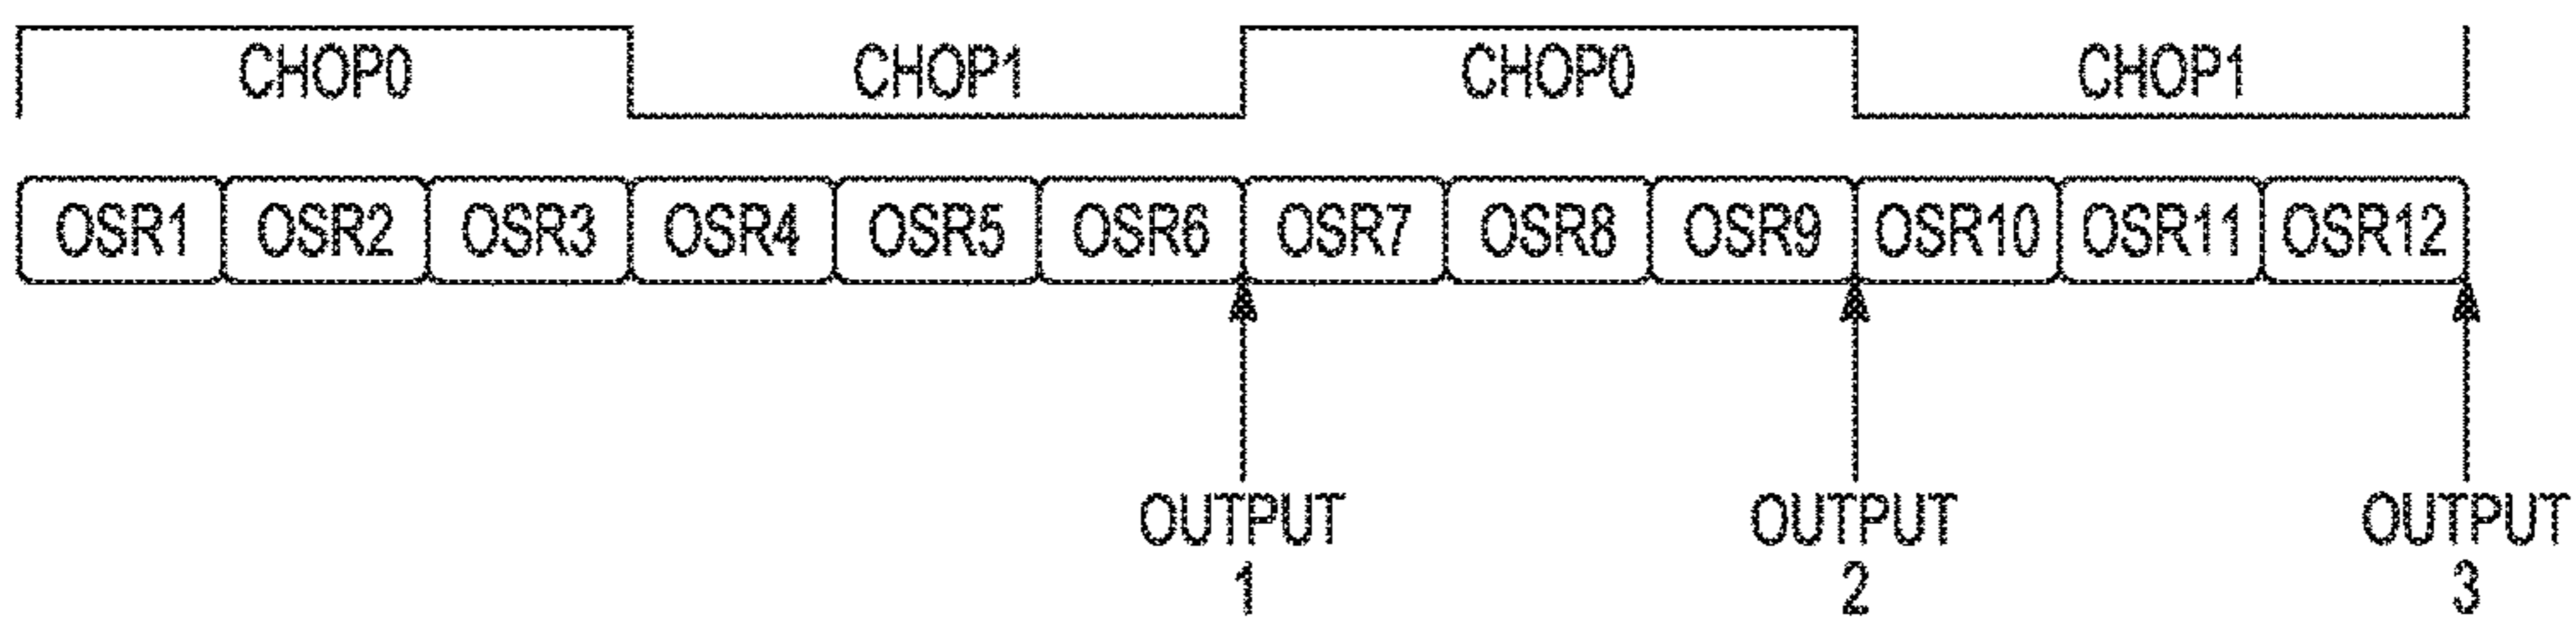 CHOP0 CHOP1 CHOP0 CHOP1
OSR1 OSR2 OSR3 OSR4 OSR5 OSR6 OSR7 OSR8 OSR9 OSR10 OSR11 OSR12
OUTPUT OUTPUT OUTPUT
1 2 3